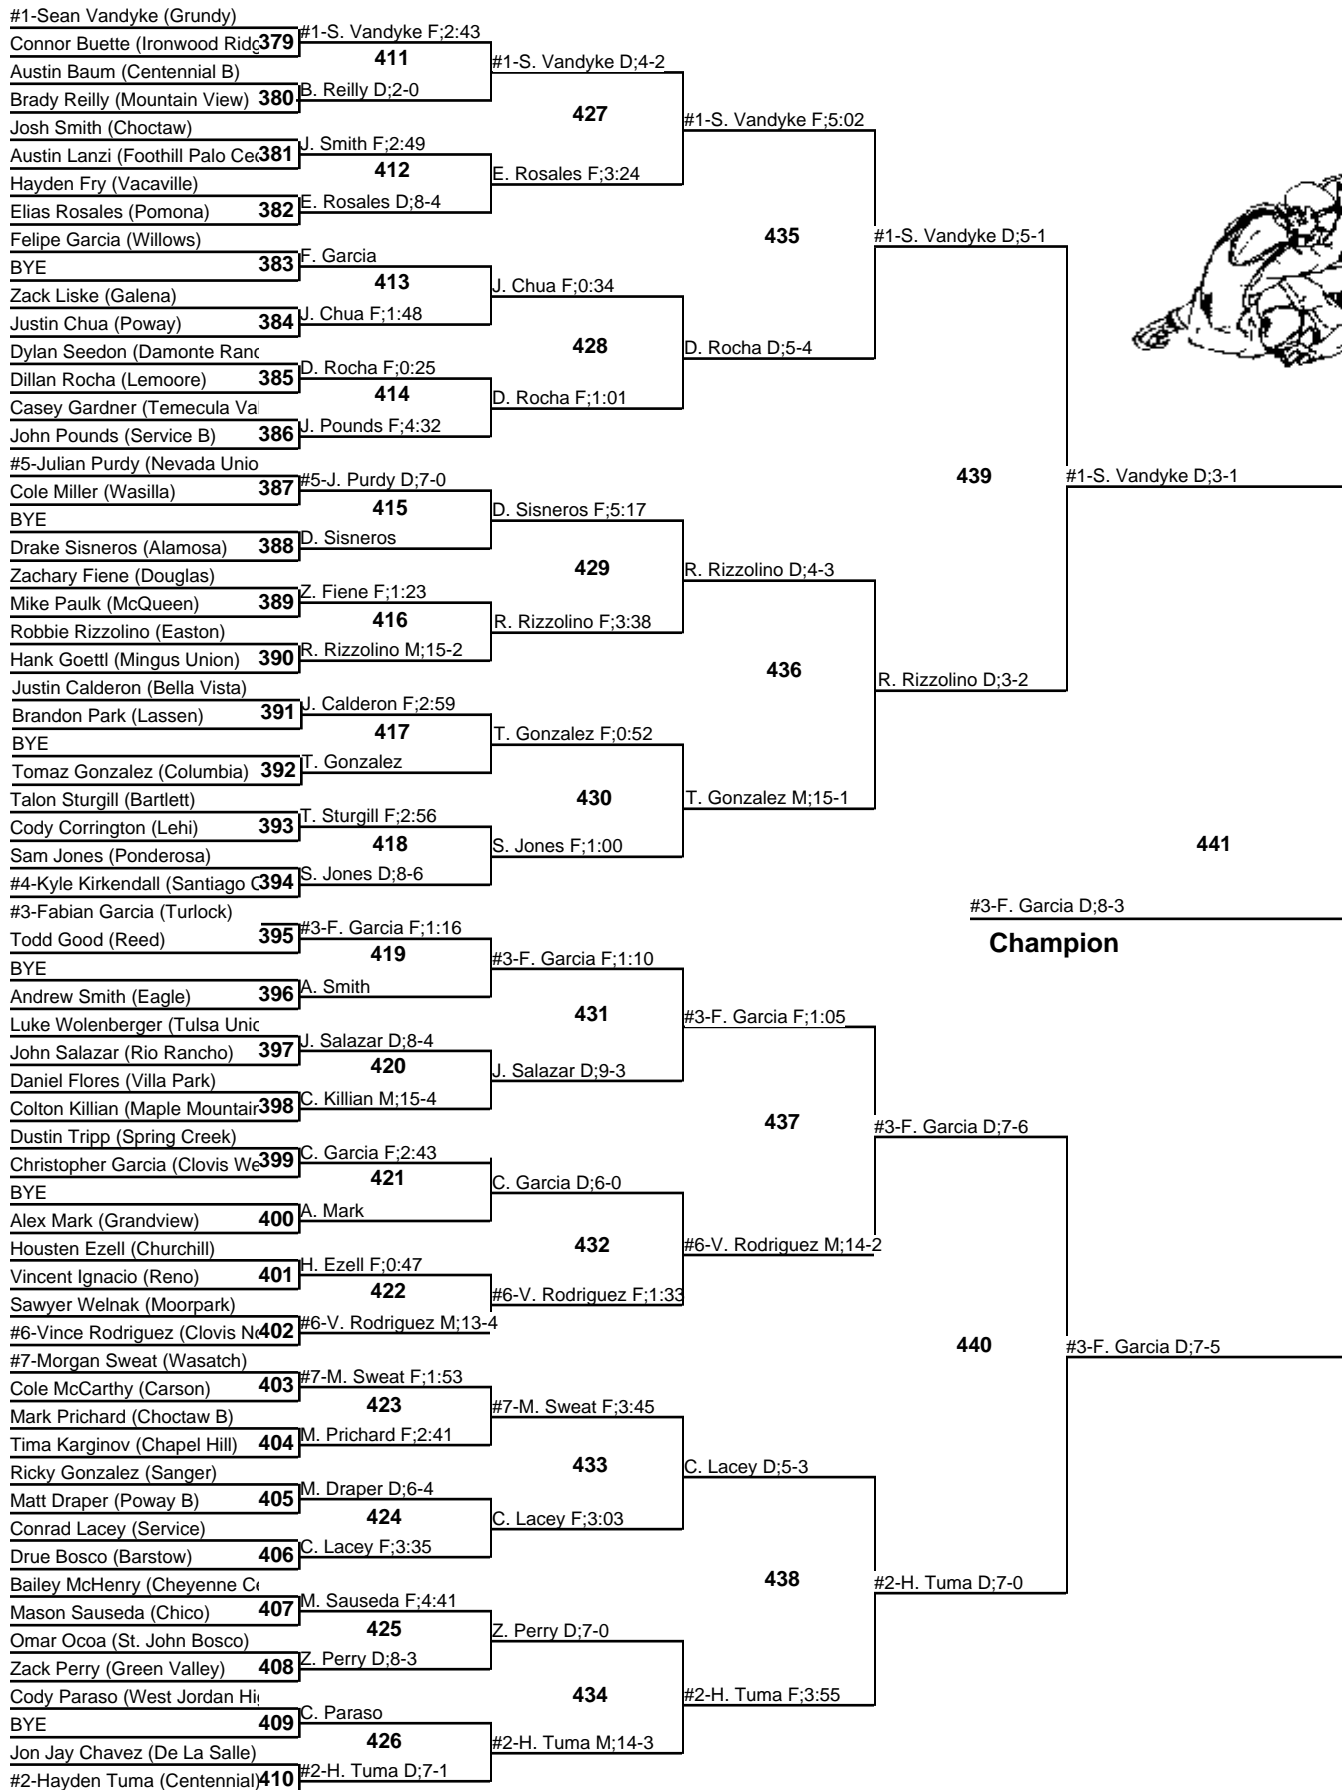 #1-Sean Vandyke (Grundy)
Connor Buette (Ironwood Ridg
379
Austin Baum (Centennial B)
Brady Reilly (Mountain View)
380
Josh Smith (Choctaw)
Austin Lanzi (Foothill Palo Ced
381
Hayden Fry (Vacaville)
Elias Rosales (Pomona)
382
Felipe Garcia (Willows)
BYE
383
Zack Liske (Galena)
Justin Chua (Poway)
384
Dylan Seedon (Damonte Ranc
Dillan Rocha (Lemoore)
385
Casey Gardner (Temecula Val
John Pounds (Service B)
386
#5-Julian Purdy (Nevada Unio
Cole Miller (Wasilla)
387
BYE
Drake Sisneros (Alamosa)
388
Zachary Fiene (Douglas)
Mike Paulk (McQueen)
389
Robbie Rizzolino (Easton)
Hank Goettl (Mingus Union)
390
Justin Calderon (Bella Vista)
Brandon Park (Lassen)
391
BYE
Tomaz Gonzalez (Columbia)
392
Talon Sturgill (Bartlett)
Cody Corrington (Lehi)
393
Sam Jones (Ponderosa)
#4-Kyle Kirkendall (Santiago C
394
#3-Fabian Garcia (Turlock)
Todd Good (Reed)
395
BYE
Andrew Smith (Eagle)
396
Luke Wolenberger (Tulsa Unic
John Salazar (Rio Rancho)
397
Daniel Flores (Villa Park)
Colton Killian (Maple Mountain
398
Dustin Tripp (Spring Creek)
Christopher Garcia (Clovis We
399
BYE
Alex Mark (Grandview)
400
Housten Ezell (Churchill)
Vincent Ignacio (Reno)
401
Sawyer Welnak (Moorpark)
#6-Vince Rodriguez (Clovis No
402
#7-Morgan Sweat (Wasatch)
Cole McCarthy (Carson)
403
Mark Prichard (Choctaw B)
Tima Karginov (Chapel Hill)
404
Ricky Gonzalez (Sanger)
Matt Draper (Poway B)
405
Conrad Lacey (Service)
Drue Bosco (Barstow)
406
Bailey McHenry (Cheyenne Ce
Mason Sauseda (Chico)
407
Omar Ocoa (St. John Bosco)
Zack Perry (Green Valley)
408
Cody Paraso (West Jordan Hig
BYE
409
Jon Jay Chavez (De La Salle)
#2-Hayden Tuma (Centennial)
410
#1-S. Vandyke F;2:43
411
B. Reilly D;2-0
J. Smith F;2:49
412
E. Rosales D;8-4
F. Garcia
413
J. Chua F;1:48
D. Rocha F;0:25
414
J. Pounds F;4:32
#5-J. Purdy D;7-0
415
D. Sisneros
Z. Fiene F;1:23
416
R. Rizzolino M;15-2
J. Calderon F;2:59
417
T. Gonzalez
T. Sturgill F;2:56
418
S. Jones D;8-6
#3-F. Garcia F;1:16
419
A. Smith
J. Salazar D;8-4
420
C. Killian M;15-4
C. Garcia F;2:43
421
A. Mark
H. Ezell F;0:47
422
#6-V. Rodriguez M;13-4
#7-M. Sweat F;1:53
423
M. Prichard F;2:41
M. Draper D;6-4
424
C. Lacey F;3:35
M. Sauseda F;4:41
425
Z. Perry D;8-3
C. Paraso
426
#2-H. Tuma D;7-1
#1-S. Vandyke D;4-2
427
E. Rosales F;3:24
J. Chua F;0:34
428
D. Rocha F;1:01
D. Sisneros F;5:17
429
R. Rizzolino F;3:38
T. Gonzalez F;0:52
430
S. Jones F;1:00
#3-F. Garcia F;1:10
431
J. Salazar D;9-3
C. Garcia D;6-0
432
#6-V. Rodriguez F;1:33
#7-M. Sweat F;3:45
433
C. Lacey F;3:03
Z. Perry D;7-0
434
#2-H. Tuma M;14-3
#1-S. Vandyke F;5:02
435
D. Rocha D;5-4
R. Rizzolino D;4-3
436
T. Gonzalez M;15-1
#3-F. Garcia F;1:05
437
#6-V. Rodriguez M;14-2
C. Lacey D;5-3
438
#2-H. Tuma F;3:55
#1-S. Vandyke D;5-1
439
R. Rizzolino D;3-2
#3-F. Garcia D;7-6
440
#2-H. Tuma D;7-0
#1-S. Vandyke D;3-1
441
#3-F. Garcia D;7-5
#3-F. Garcia D;8-3
Champion